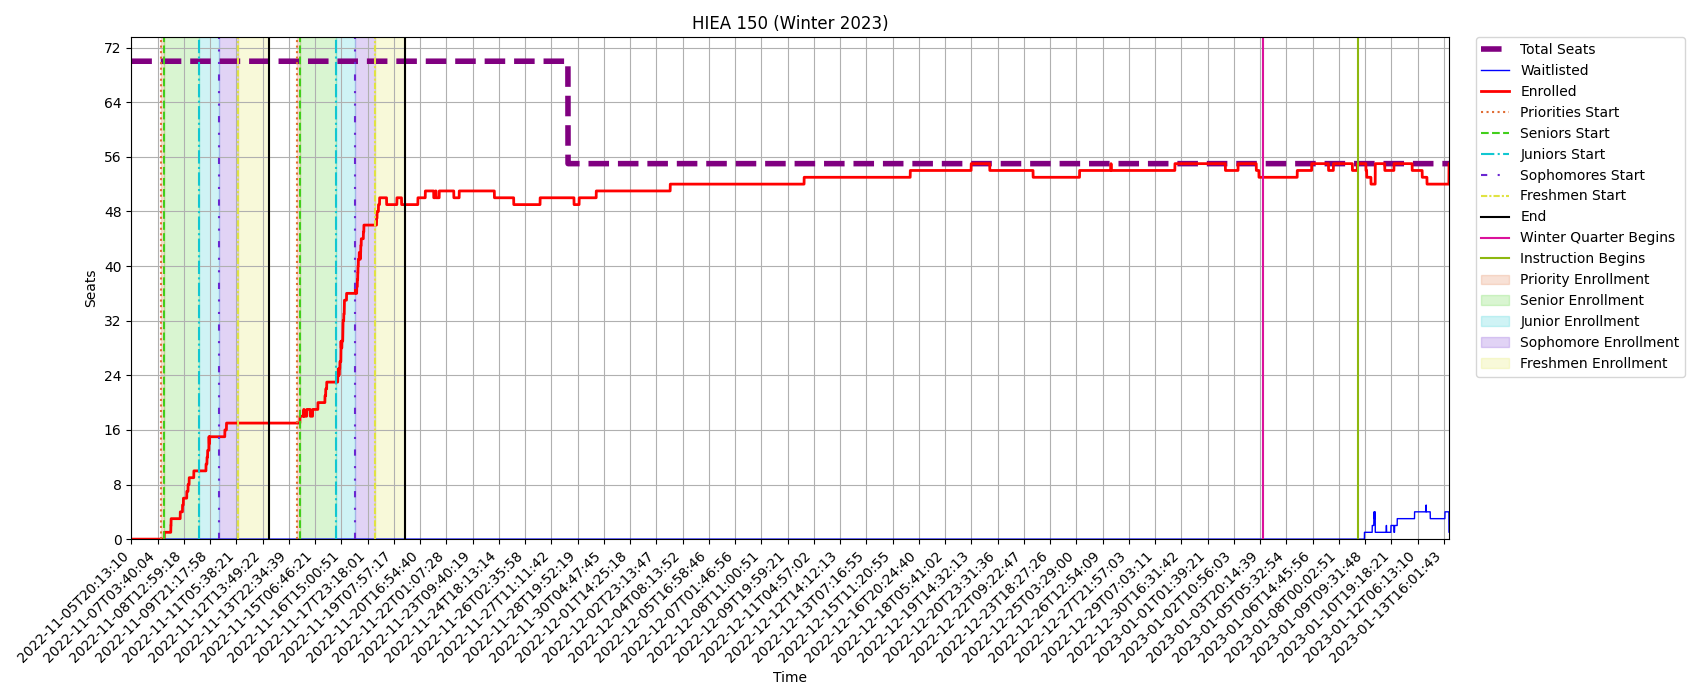 HIEA 150 (Winter 2023)
72
64
56
48
40
32
24
16
8
0
Seats
2022-11-05T20:13:10
2022-11-07T03:40:04
2022-11-08T12:59:18
2022-11-09T21:17:58
2022-11-11T05:38:21
2022-11-12T13:49:22
2022-11-13T22:34:39
2022-11-15T06:46:21
2022-11-16T15:00:51
2022-11-17T23:18:01
2022-11-19T07:57:17
2022-11-20T16:54:40
2022-11-22T01:07:28
2022-11-23T09:40:19
2022-11-24T18:13:14
2022-11-26T02:35:58
2022-11-27T11:11:42
2022-11-28T19:52:19
2022-11-30T04:47:45
2022-12-01T14:25:18
2022-12-02T23:13:47
2022-12-04T08:13:52
2022-12-05T16:58:46
2022-12-07T01:46:56
2022-12-08T11:00:51
2022-12-09T19:59:21
2022-12-11T04:57:02
2022-12-12T14:12:13
2022-12-13T07:16:55
2022-12-15T11:20:55
2022-12-16T20:24:40
2022-12-18T05:41:02
2022-12-19T14:32:13
2022-12-20T23:31:36
2022-12-22T09:22:47
2022-12-23T18:27:26
2022-12-25T03:29:00
2022-12-26T12:54:09
2022-12-27T21:57:03
2022-12-29T07:03:11
2022-12-30T16:31:42
2023-01-01T01:39:21
2023-01-02T10:56:03
2023-01-03T20:14:39
2023-01-05T05:32:54
2023-01-06T14:45:56
2023-01-08T00:02:51
2023-01-09T09:31:48
2023-01-10T19:18:21
2023-01-12T06:13:10
2023-01-13T16:01:43
Time
Total Seats
Waitlisted
Enrolled
Priorities Start
Seniors Start
Juniors Start
Sophomores Start
Freshmen Start
End
Winter Quarter Begins
Instruction Begins
Priority Enrollment
Senior Enrollment
Junior Enrollment
Sophomore Enrollment
Freshmen Enrollment